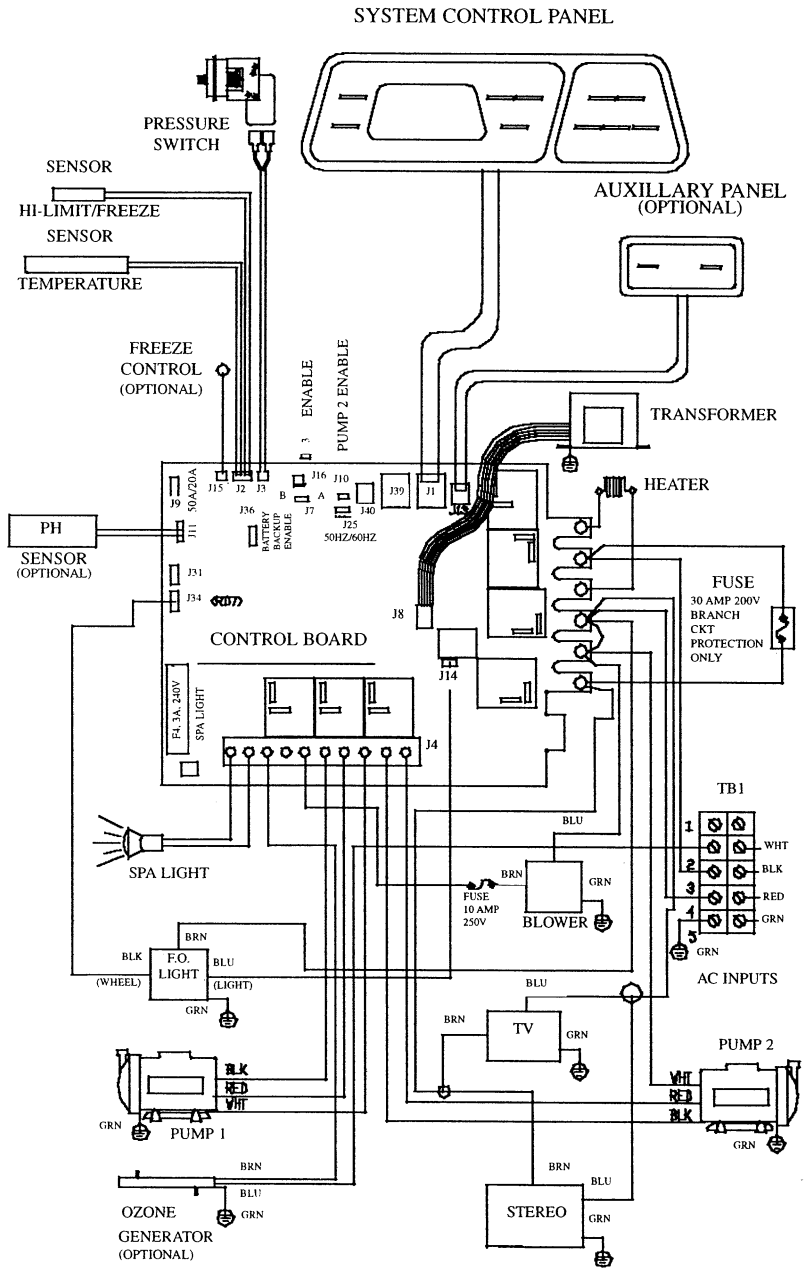 SYSTEM CONTROL PANEL
PRESSURE
SWITCH
SENSOR
HI-LIMIT/FREEZE
SENSOR
TEMPERATURE
AUXILLARY PANEL
(OPTIONAL)
FREEZE
CONTROL
(OPTIONAL)
3 ENABLE
PUMP 2 ENABLE
TRANSFORMER
HEATER
J9
50A/20A
J15
J2
J3
J16
J10
B
A
J7
J40
J39
J1
J36
BATTERY
BACKUP
ENABLE
J25
50HZ/60HZ
PH
SENSOR
(OPTIONAL)
J11
J31
J34
J8
CONTROL BOARD
J14
FUSE
30 AMP 200V
BRANCH
CKT
PROTECTION
ONLY
F4, 3A, 240V
SPA LIGHT
J4
TB1
1
2
3
4
5
WHT
BLK
RED
GRN
GRN
AC INPUTS
SPA LIGHT
BLU
BRN
GRN
FUSE
10 AMP
250V
BLOWER
BRN
BLK
F.O.
LIGHT
BLU
(WHEEL)
(LIGHT)
GRN
BLU
BRN
TV
GRN
PUMP 2
WHT
RED
BLK
GRN
BLK
RED
WHT
GRN
PUMP 1
BRN
BLU
OZONE
GRN
GENERATOR
(OPTIONAL)
BRN
BLU
STEREO
GRN